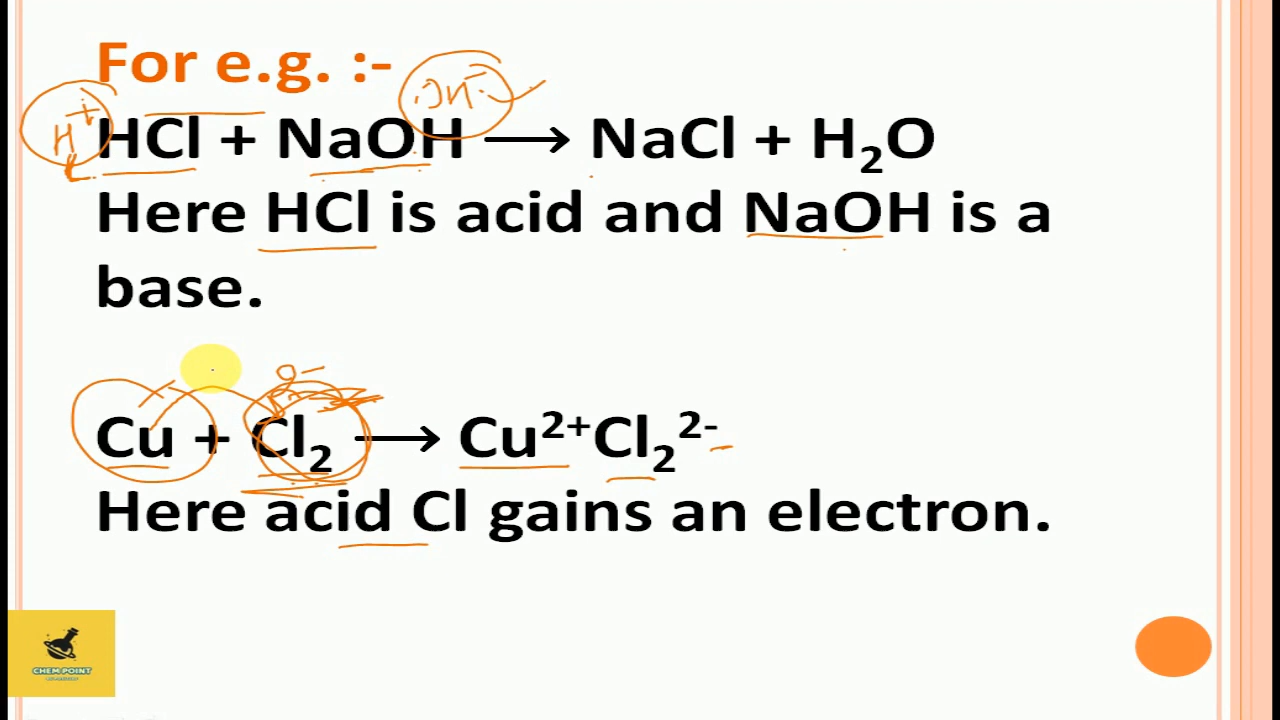 For e.g. :-
OH⁻
H⁺
HCl + NaOH ⟶ NaCl + H₂O
Here HCl is acid and NaOH is a
base.
e⁻
Cu + Cl₂ ⟶ Cu²⁺Cl₂²⁻
Here acid Cl gains an electron.
CHEM POINT